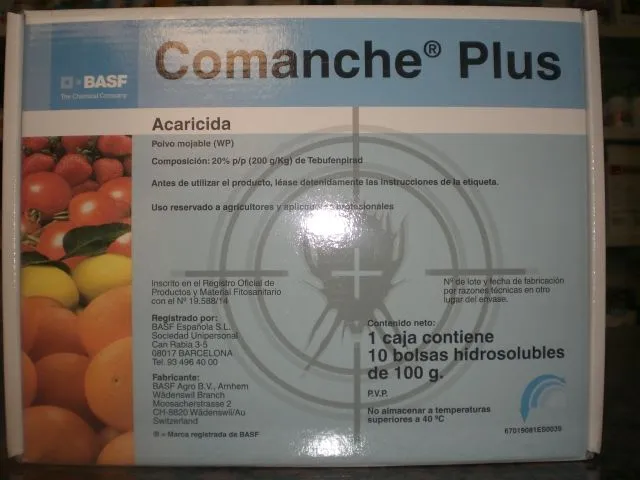 BASF
The Chemical Company
Comanche® Plus
Acaricida
Polvo mojable (WP)
Composición: 20% p/p (200 g/Kg) de Tebufenpirad
Antes de utilizar el producto, léase detenidamente las instrucciones de la etiqueta.
Uso reservado a agricultores y aplicadores profesionales
Inscrito en el Registro Oficial de
Productos y Material Fitosanitario
con el Nº 19.588/14
Registrado por:
BASF Española S.L.
Sociedad Unipersonal
Can Rabia 3-5
08017 BARCELONA
Tel. 93 496 40 00
Fabricante:
BASF Agro B.V., Arnhem
Wädenswil Branch
Moosacherstrasse 2
CH-8820 Wädenswil/Au
Switzerland
® = Marca registrada de BASF
Nº de lote y fecha de fabricación
por razones técnicas en otro
lugar del envase.
Contenido neto:
1 caja contiene
10 bolsas hidrosolubles
de 100 g.
P.V.P.
No almacenar a temperaturas
superiores a 40 ºC
67019081ES0039